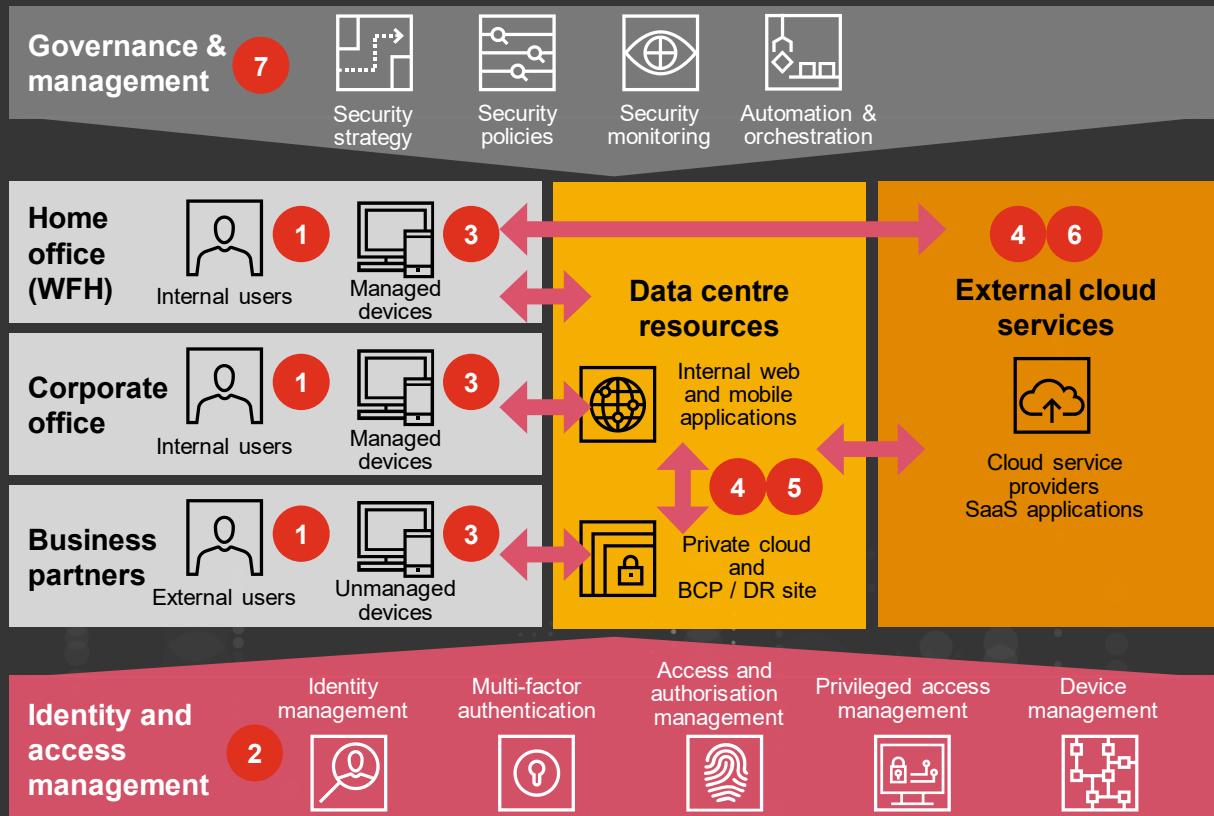 Governance &
management
7
Security
strategy
Security
policies
Security
monitoring
Automation &
orchestration
Home
office
(WFH)
1
Internal users
3
Managed
devices
Corporate
office
1
Internal users
3
Managed
devices
Business
partners
1
External users
3
Unmanaged
devices
Data centre
resources
Internal web
and mobile
applications
4
5
Private cloud
and
BCP / DR site
4
6
External cloud
services
Cloud service
providers
SaaS applications
Identity and
access
management
2
Identity
management
Multi-factor
authentication
Access and
authorisation
management
Privileged access
management
Device
management